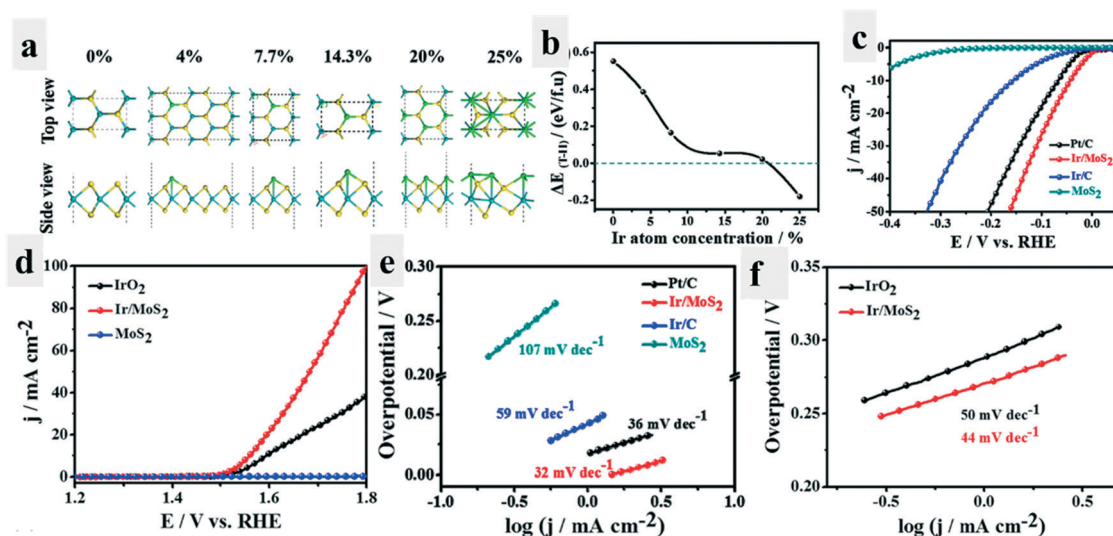 a
0% 4% 7.7% 14.3% 20% 25%
Top view
Side view
b
ΔE (T-H) / (eV/f.u)
0.6
0.4
0.2
0.0
-0.2
0 5 10 15 20 25
Ir atom concentration / %
c
j / mA cm-2
0
-10
-20
-30
-40
-50
Pt/C
Ir/MoS2
Ir/C
MoS2
-0.4 -0.3 -0.2 -0.1 0.0
E / V vs. RHE
d
j / mA cm-2
100
80
60
40
20
0
IrO2
Ir/MoS2
MoS2
1.2 1.4 1.6 1.8
E / V vs. RHE
e
Overpotential / V
0.30
0.25
0.20
0.05
0.00
Pt/C
Ir/MoS2
Ir/C
MoS2
107 mV dec-1
59 mV dec-1
36 mV dec-1
32 mV dec-1
-1.0 -0.5 0.0 0.5 1.0
log (j / mA cm-2)
f
Overpotential / V
0.35
0.30
0.25
0.20
IrO2
Ir/MoS2
50 mV dec-1
44 mV dec-1
-0.5 0.0 0.5
log (j / mA cm-2)